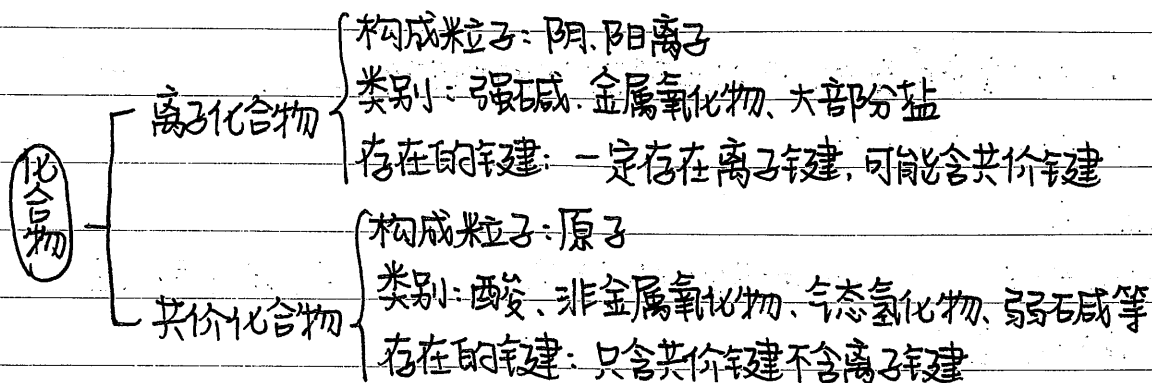 化合物
离子化合物
构成粒子:阴、阳离子
类别:强碱、金属氧化物、大部分盐
存在的键:一定存在离子键,可能含共价键
共价化合物
构成粒子:原子
类别:酸、非金属氧化物、气态氢化物、弱碱等
存在的键:只含共价键不含离子键